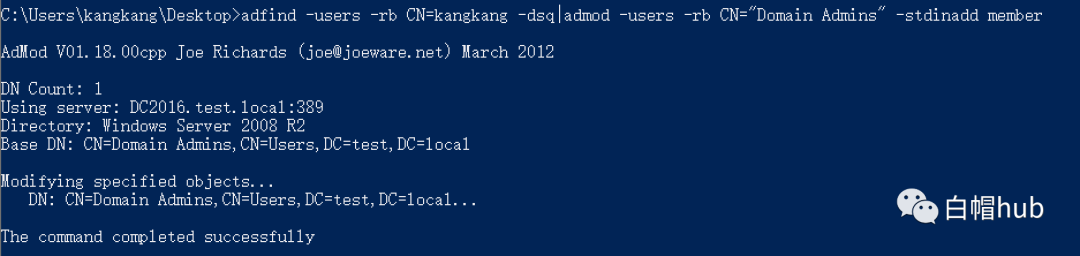 C:\Users\kangkang\Desktop>adfind -users -rb CN=kangkang -dsq|admod -users -rb CN="Domain Admins" -stdinadd member
AdMod V01.18.00cpp Joe Richards (joe@joeware.net) March 2012
DN Count: 1
Using server: DC2016.test.local:389
Directory: Windows Server 2008 R2
Base DN: CN=Domain Admins,CN=Users,DC=test,DC=local
Modifying specified objects...
DN: CN=Domain Admins,CN=Users,DC=test,DC=local...
白帽hub
The command completed successfully